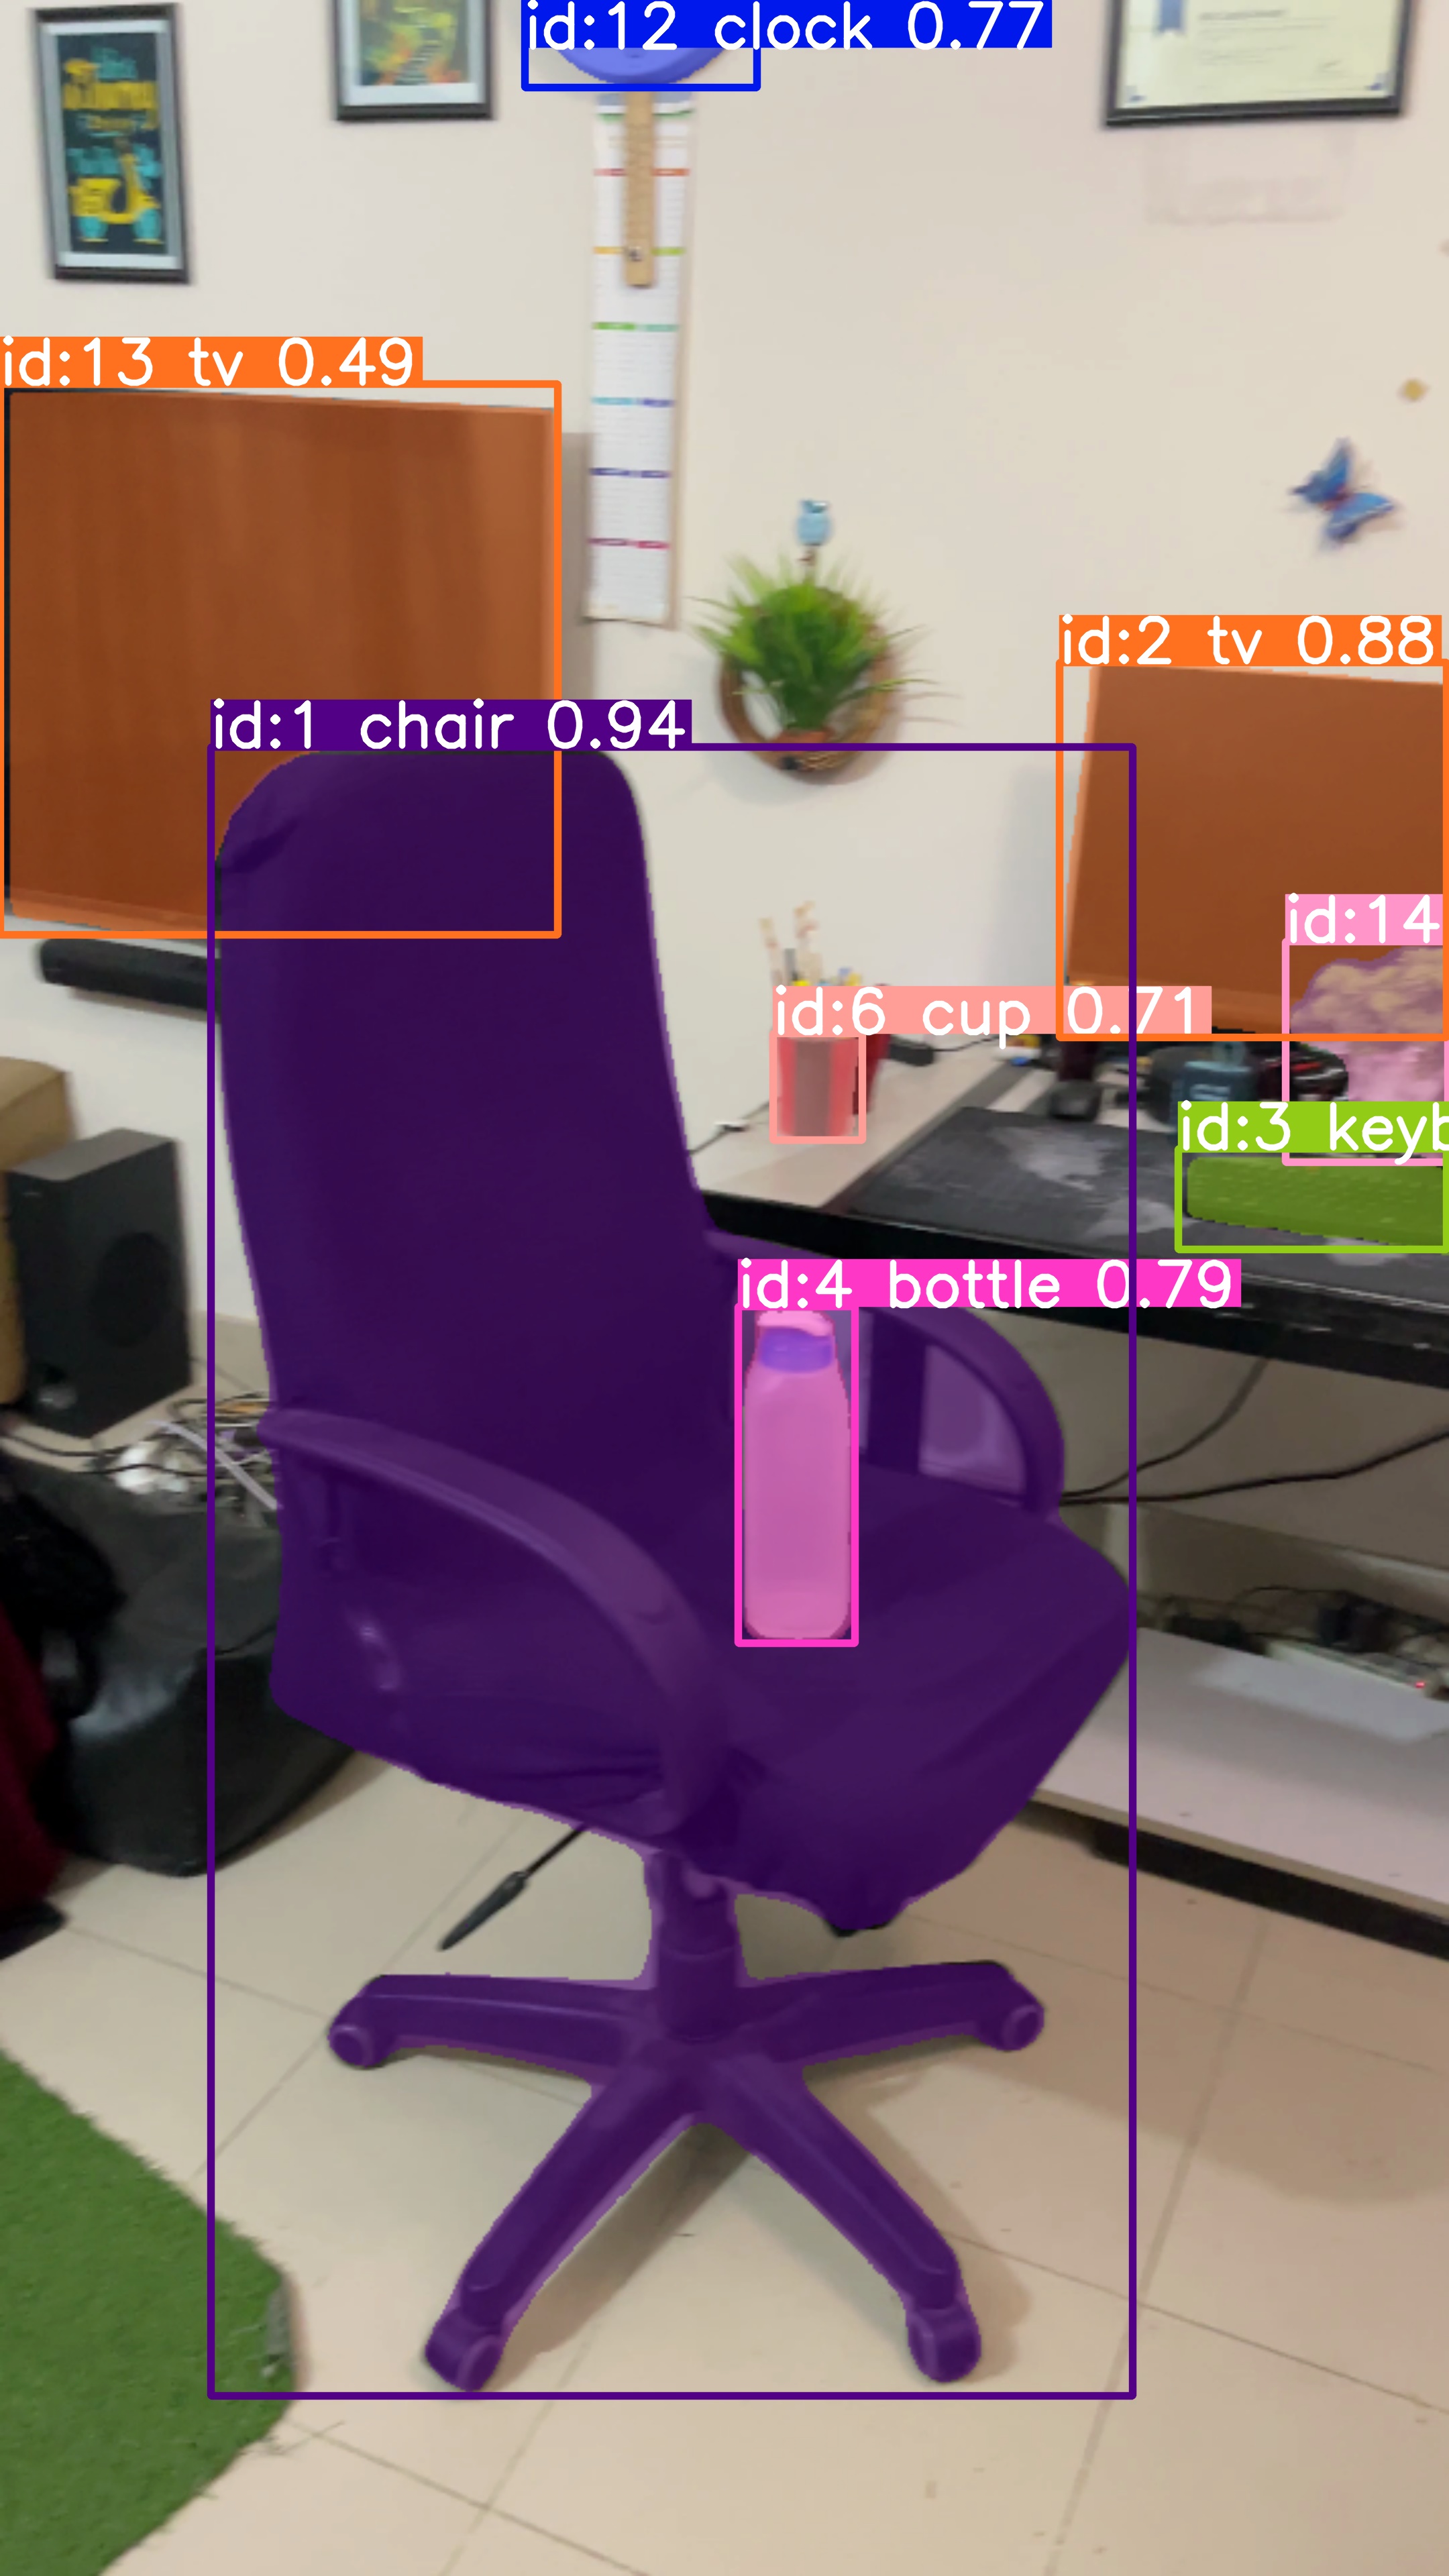 id:12 clock 0.77
id:13 tv 0.49
id:2 tv 0.88
id:1 chair 0.94
id:14
id:6 cup 0.71
id:3 keyb
id:4 bottle 0.79